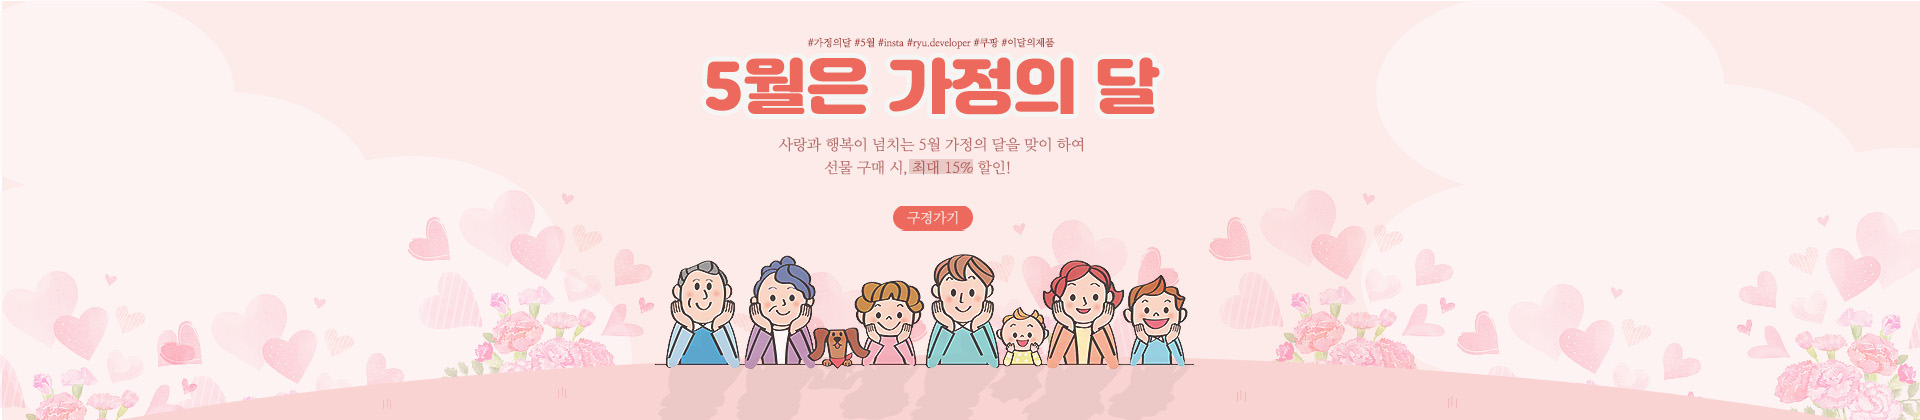 #가정의달 #5월 #insta #ryu.developer #쿠팡 #이달의제품
5월은 가정의 달
사랑과 행복이 넘치는 5월 가정의 달을 맞이 하여
선물 구매 시, 최대 15% 할인!
구경가기